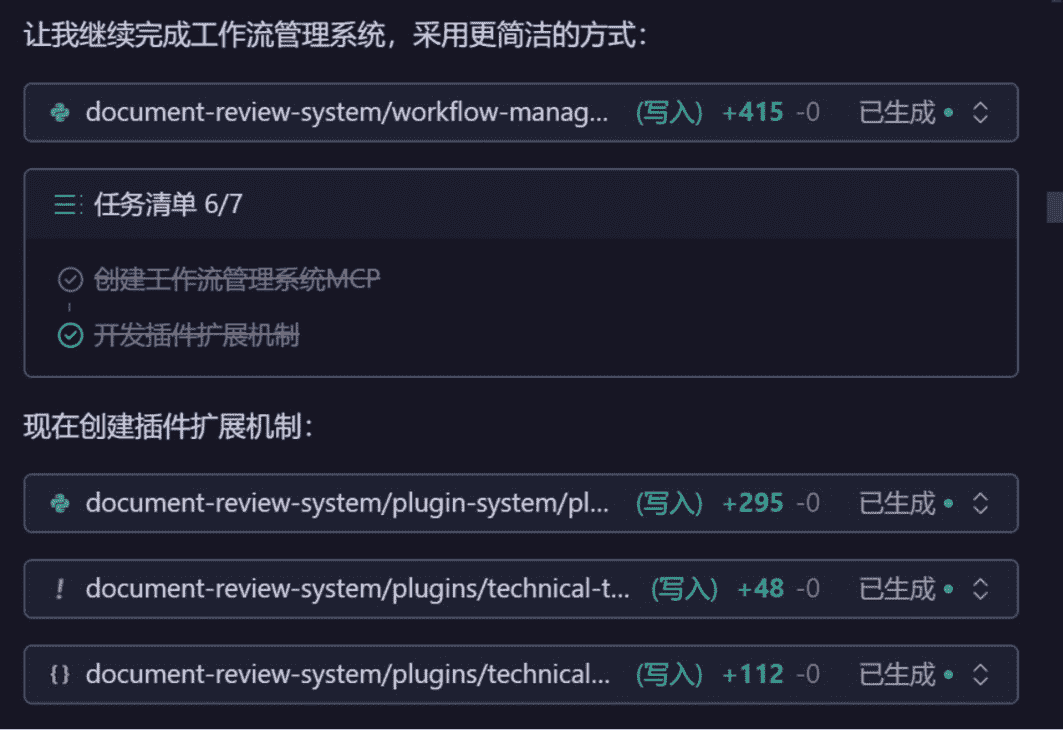 让我继续完成工作流管理系统，采用更简洁的方式：
document-review-system/workflow-manag... (写入) +415 -0 已生成
任务清单 6/7
创建工作流管理系统MCP
开发插件扩展机制
现在创建插件扩展机制：
document-review-system/plugin-system/pl... (写入) +295 -0 已生成
! document-review-system/plugins/technical-t... (写入) +48 -0 已生成
{} document-review-system/plugins/technical... (写入) +112 -0 已生成